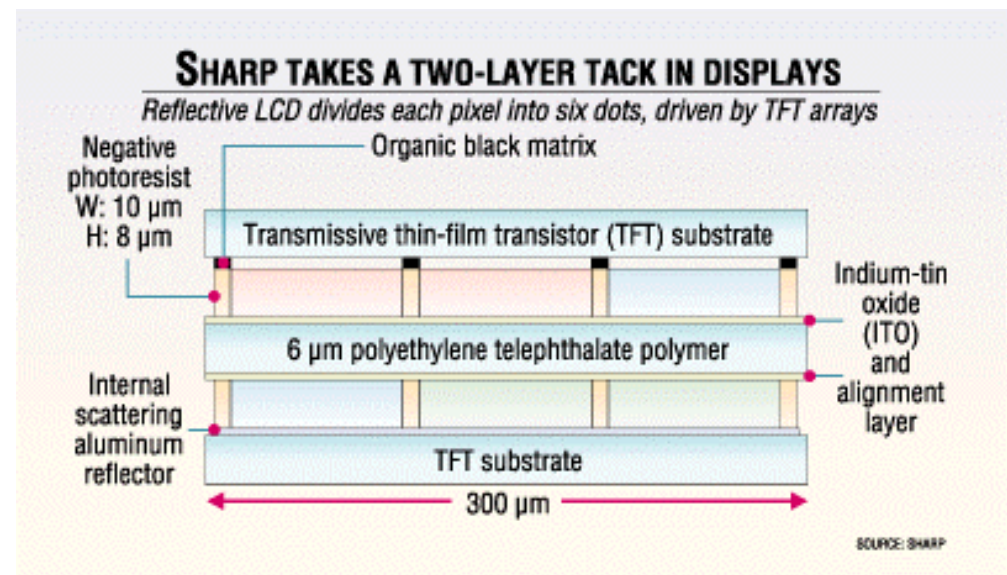 SHARP TAKES A TWO-LAYER TACK IN DISPLAYS
Reflective LCD divides each pixel into six dots, driven by TFT arrays
Negative
photoresist
W: 10 µm
H: 8 µm
Organic black matrix
Transmissive thin-film transistor (TFT) substrate
Indium-tin
oxide
(ITO)
and
alignment
layer
6 µm polyethylene telephthalate polymer
Internal
scattering
aluminum
reflector
TFT substrate
300 µm
SOURCE: SHARP